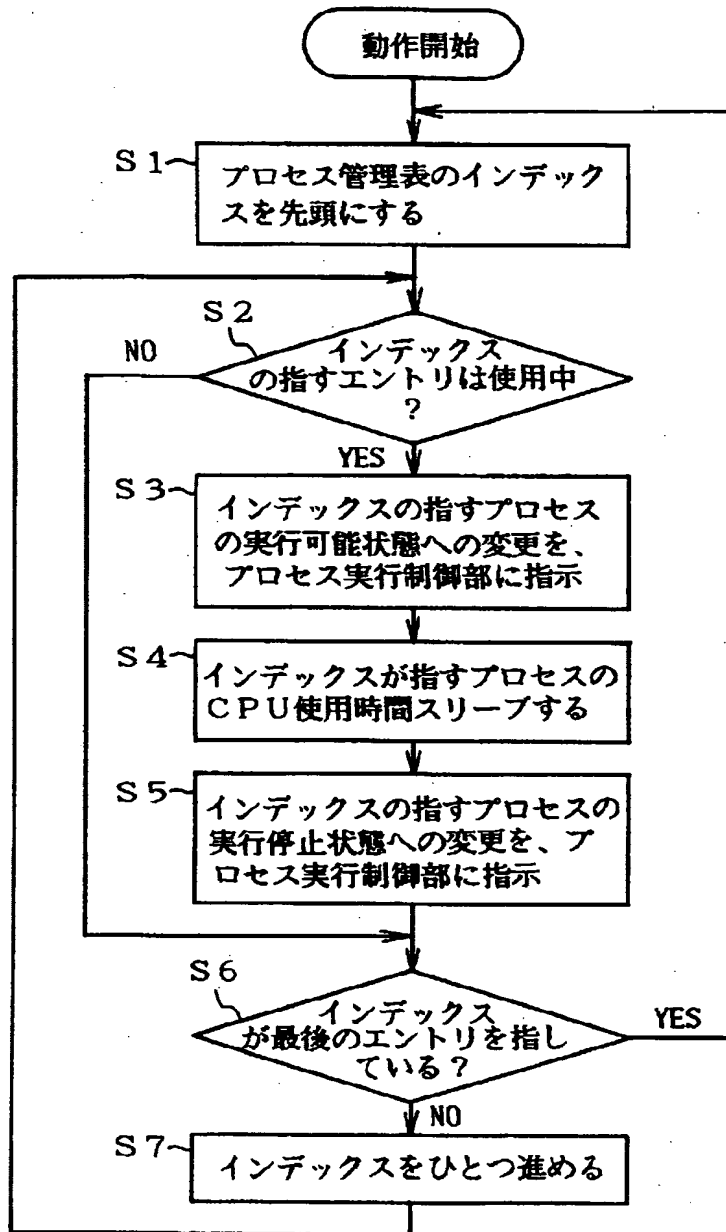 動作開始
S1
プロセス管理表のインデック
スを先頭にする
S2
インデックス
の指すエントリは使用中
?
NO
YES
S3
インデックスの指すプロセス
の実行可能状態への変更を、
プロセス実行制御部に指示
S4
インデックスが指すプロセスの
CPU使用時間スリープする
S5
インデックスの指すプロセスの
実行停止状態への変更を、プ
ロセス実行制御部に指示
S6
インデックス
が最後のエントリを指し
ている?
YES
NO
S7
インデックスをひとつ進める